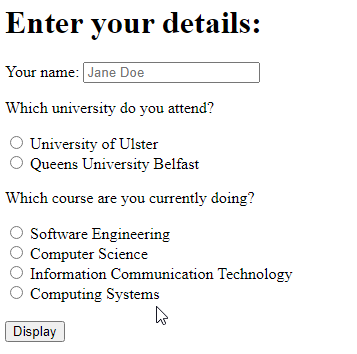 Enter your details:
Your name: Jane Doe
Which university do you attend?
University of Ulster
Queens University Belfast
Which course are you currently doing?
Software Engineering
Computer Science
Information Communication Technology
Computing Systems
Display